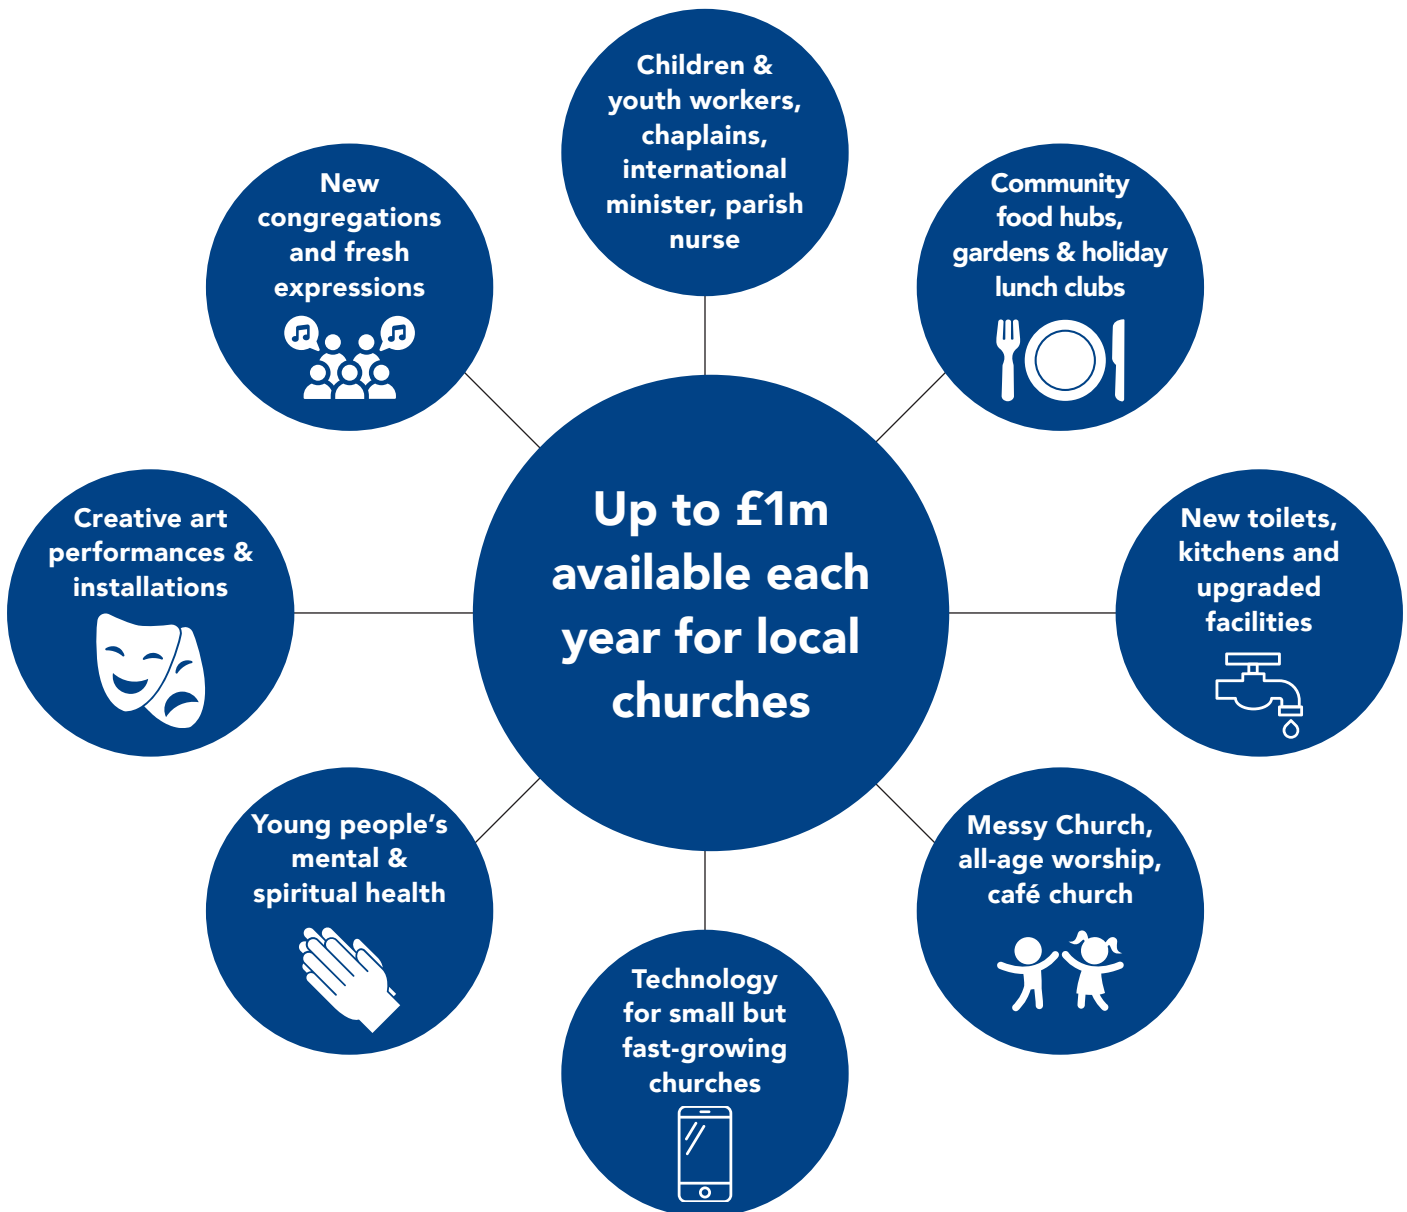 Children &
youth workers,
chaplains,
international
minister, parish
nurse
New
congregations
and fresh
expressions
Community
food hubs,
gardens & holiday
lunch clubs
Up to £1m
available each
year for local
churches
Creative art
performances &
installations
New toilets,
kitchens and
upgraded
facilities
Young people’s
mental &
spiritual health
Messy Church,
all-age worship,
café church
Technology
for small but
fast-growing
churches